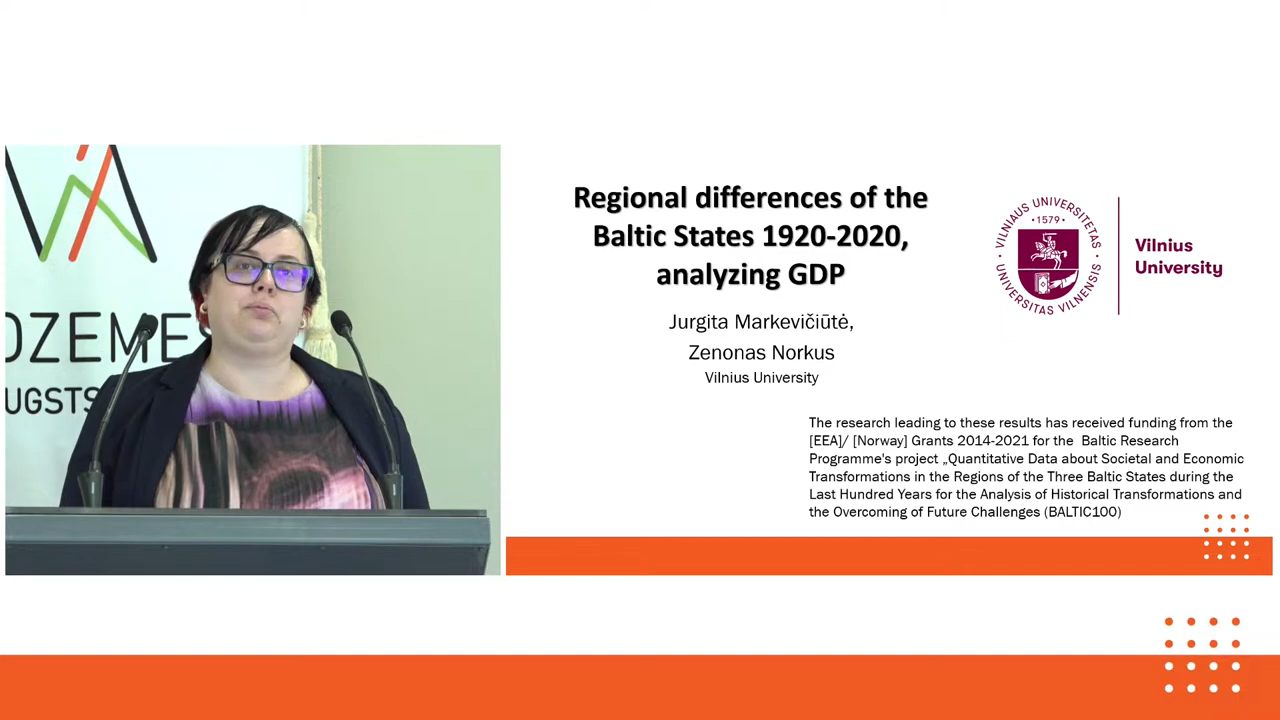 DZEMES
UGSTS
Regional differences of the
Baltic States 1920-2020,
analyzing GDP
Jurgita Markevičiūtė,
Zenonas Norkus
Vilnius University
VILNIAUS UNIVERSITETAS
·1579·
UNIVERSITAS VILNENSIS
Vilnius
University
The research leading to these results has received funding from the
[EEA]/ [Norway] Grants 2014-2021 for the Baltic Research
Programme's project „Quantitative Data about Societal and Economic
Transformations in the Regions of the Three Baltic States during the
Last Hundred Years for the Analysis of Historical Transformations and
the Overcoming of Future Challenges (BALTIC100)